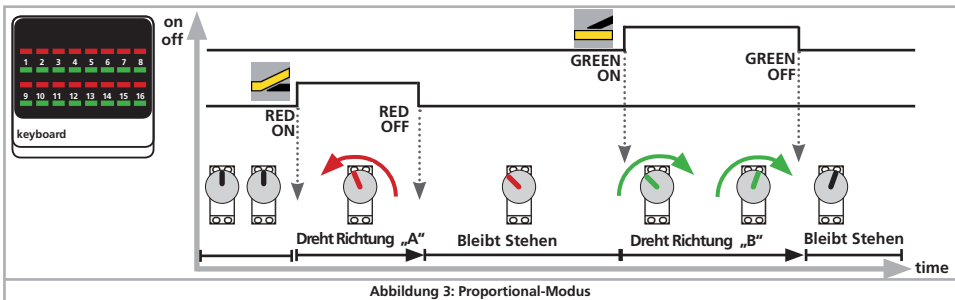 on
off
1 2 3 4 5 6 7 8
9 10 11 12 13 14 15 16
keyboard
GREEN
ON
GREEN
OFF
RED
ON
RED
OFF
Dreht Richtung „A“
Bleibt Stehen
Dreht Richtung „B“
Bleibt Stehen
time
Abbildung 3: Proportional-Modus